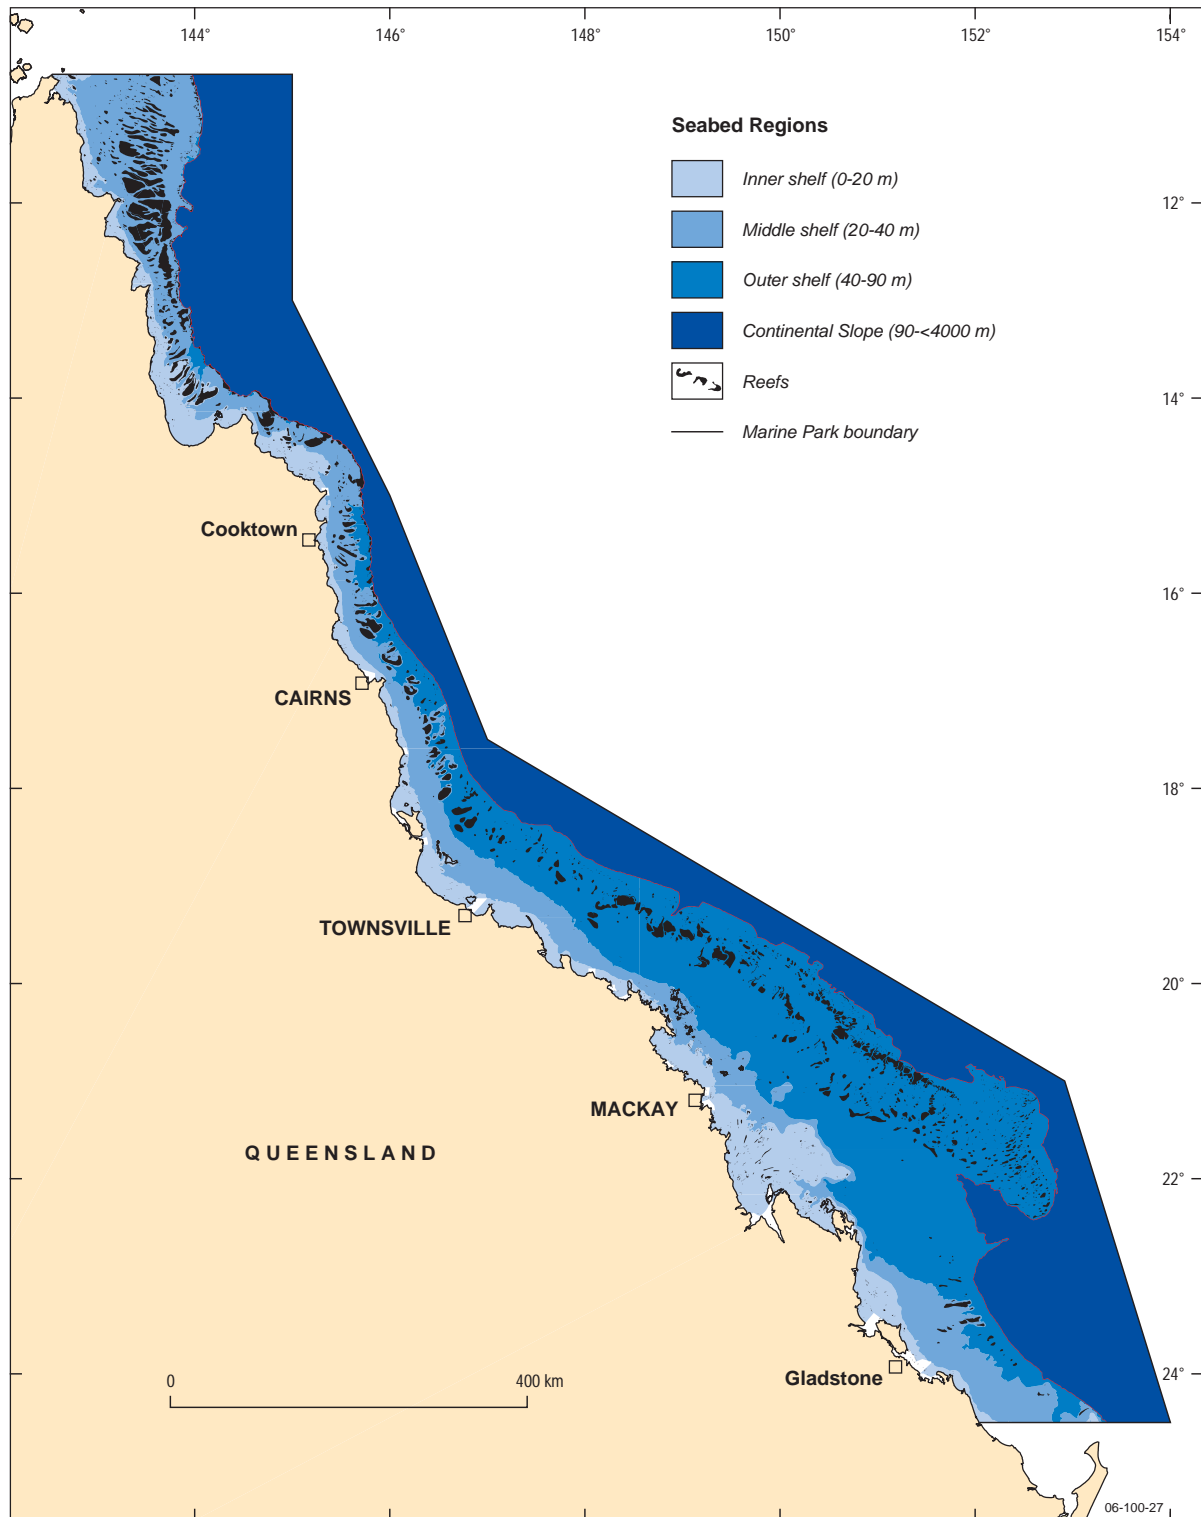 144° 146° 148° 150° 152° 154°
Seabed Regions
Inner shelf (0-20 m)
12°
Middle shelf (20-40 m)
Outer shelf (40-90 m)
Continental Slope (90-<4000 m)
Reefs
14°
Marine Park boundary
Cooktown
16°
CAIRNS
18°
TOWNSVILLE
20°
MACKAY
QUEENSLAND
22°
24°
Gladstone
0 400 km
06-100-27